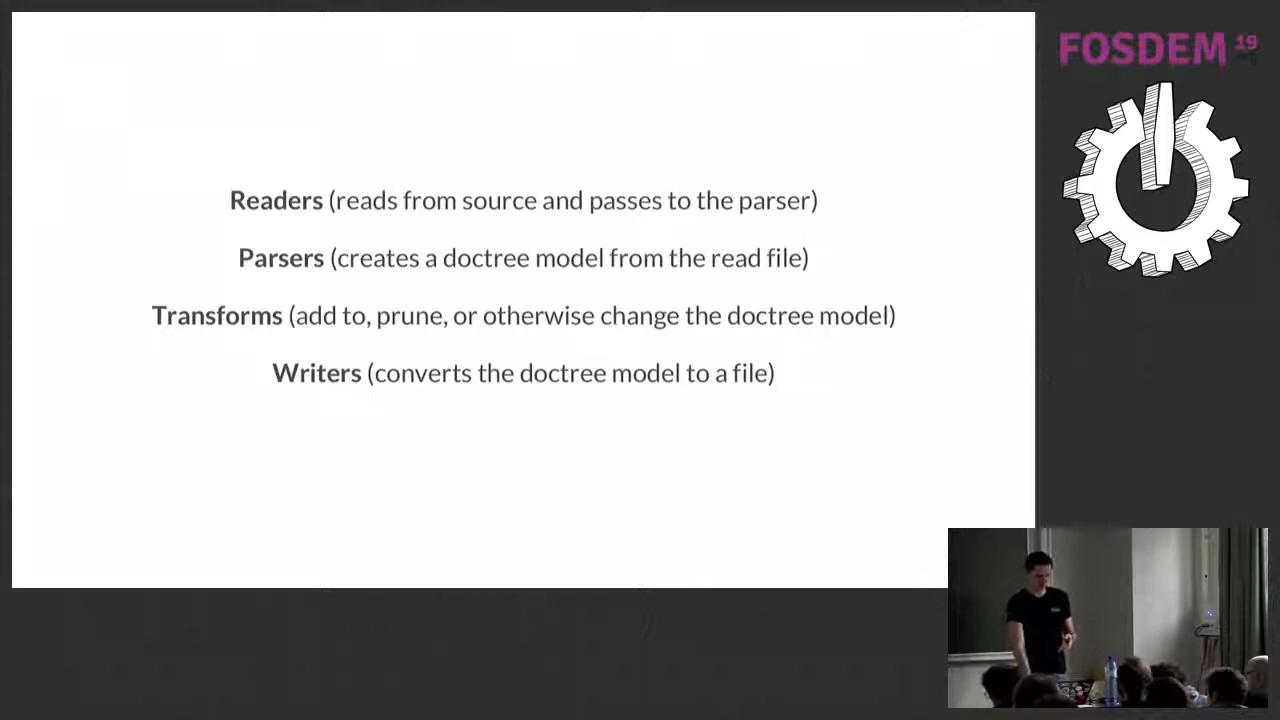 Readers (reads from source and passes to the parser)
Parsers (creates a doctree model from the read file)
Transforms (add to, prune, or otherwise change the doctree model)
Writers (converts the doctree model to a file)
FOSDEM 19